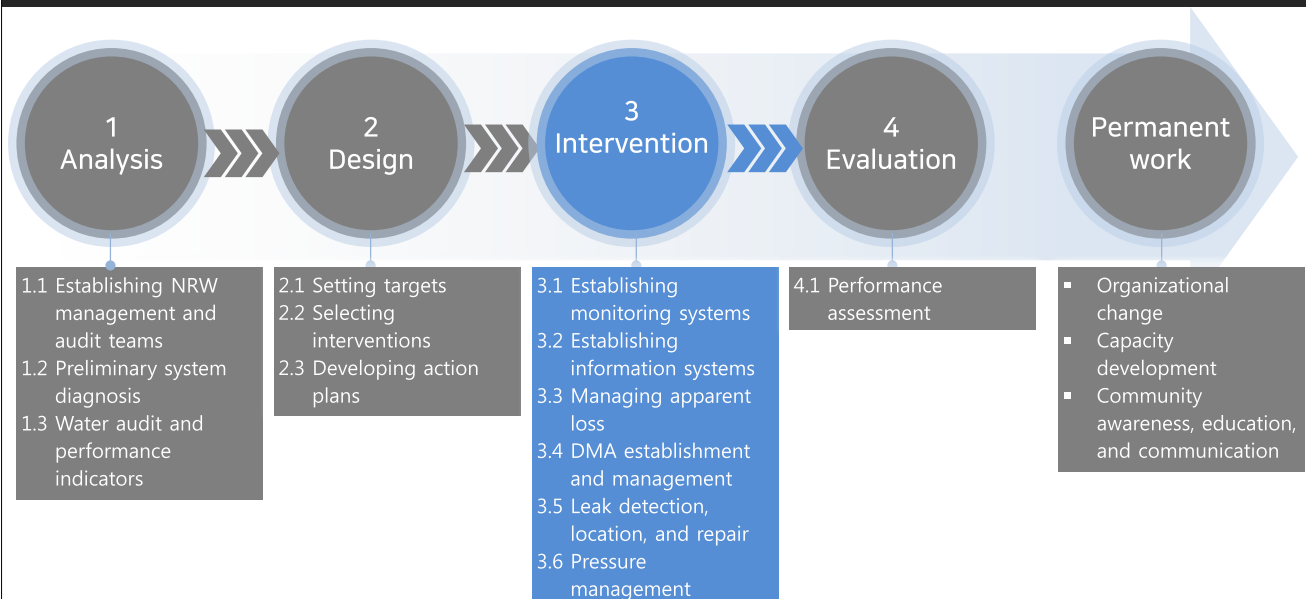 1
Analysis
2
Design
3
Intervention
4
Evaluation
Permanent
work
1.1 Establishing NRW
management and
audit teams
1.2 Preliminary system
diagnosis
1.3 Water audit and
performance
indicators
2.1 Setting targets
2.2 Selecting
interventions
2.3 Developing action
plans
3.1 Establishing
monitoring systems
3.2 Establishing
information systems
3.3 Managing apparent
loss
3.4 DMA establishment
and management
3.5 Leak detection,
location, and repair
3.6 Pressure
management
4.1 Performance
assessment
▪ Organizational
change
▪ Capacity
development
▪ Community
awareness, education,
and communication